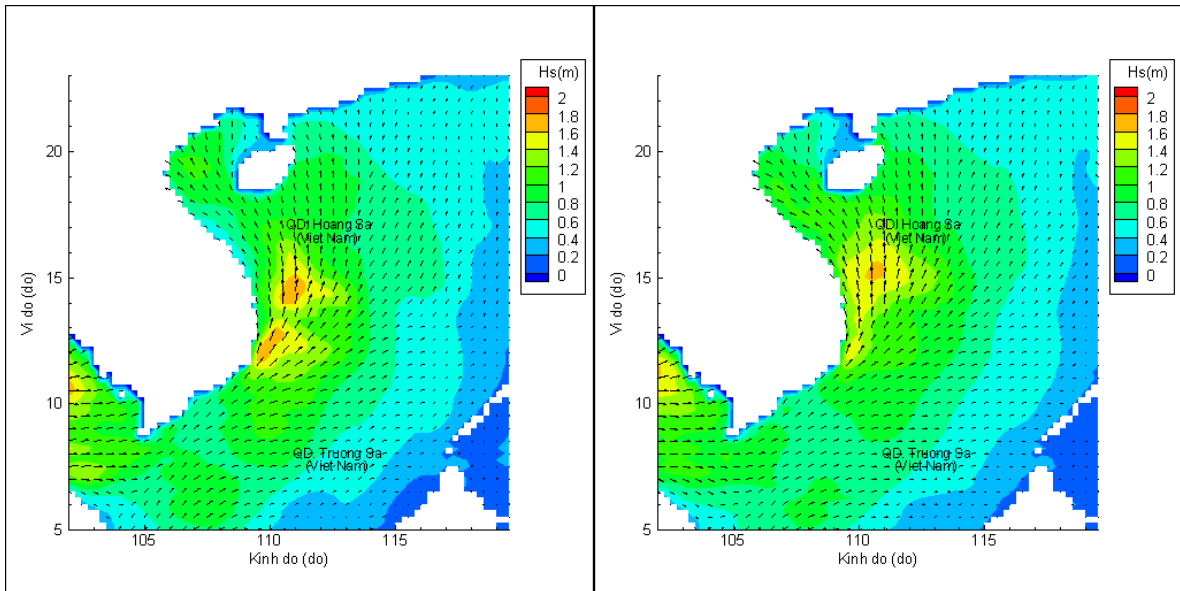 Hs(m)
2
1.8
1.6
1.4
1.2
1
0.8
0.6
0.4
0.2
0
20
15
10
5
Vi do (do)
QD. Hoang Sa
(Viet Nam)
QD. Truong Sa
(Viet Nam)
105
110
115
Kinh do (do)
Hs(m)
2
1.8
1.6
1.4
1.2
1
0.8
0.6
0.4
0.2
0
20
15
10
5
Vi do (do)
QD. Hoang Sa
(Viet Nam)
QD. Truong Sa
(Viet Nam)
105
110
115
Kinh do (do)